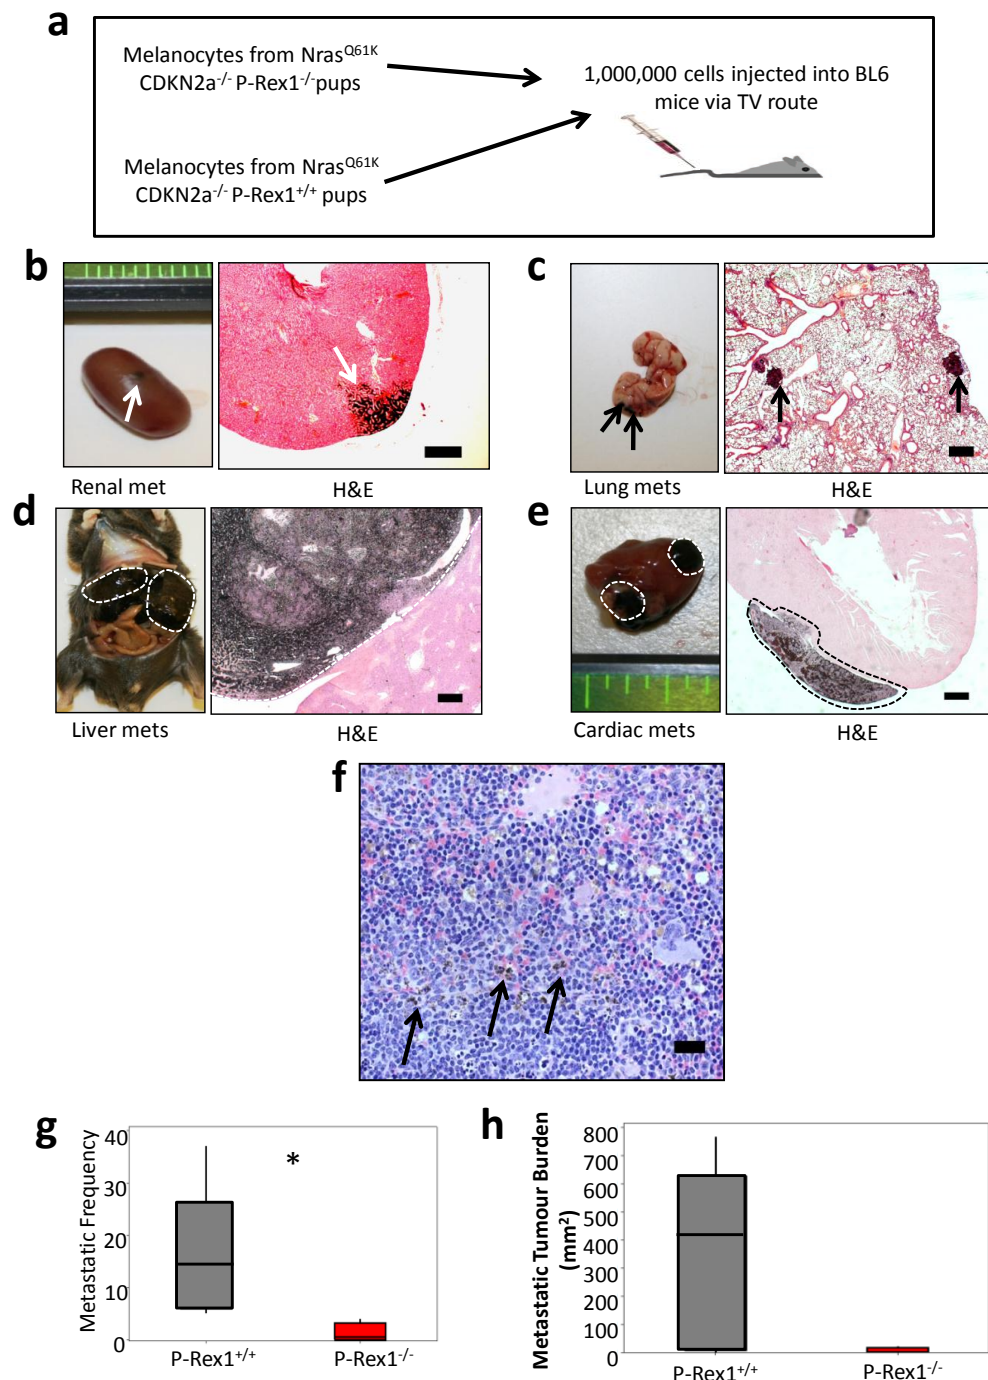 a
Melanocytes from Nras^Q61K
CDKN2a^-/- P-Rex1^-/- pups
1,000,000 cells injected into BL6
mice via TV route
Melanocytes from Nras^Q61K
CDKN2a^-/- P-Rex1^+/+ pups
b
Renal met
H&E
c
Lung mets
H&E
d
Liver mets
H&E
e
Cardiac mets
H&E
f
g
Metastatic Frequency
40
30
20
10
0
*
P-Rex1^+/+
P-Rex1^-/-
h
Metastatic Tumour Burden
(mm²)
800
700
600
500
400
300
200
100
0
P-Rex1^+/+
P-Rex1^-/-